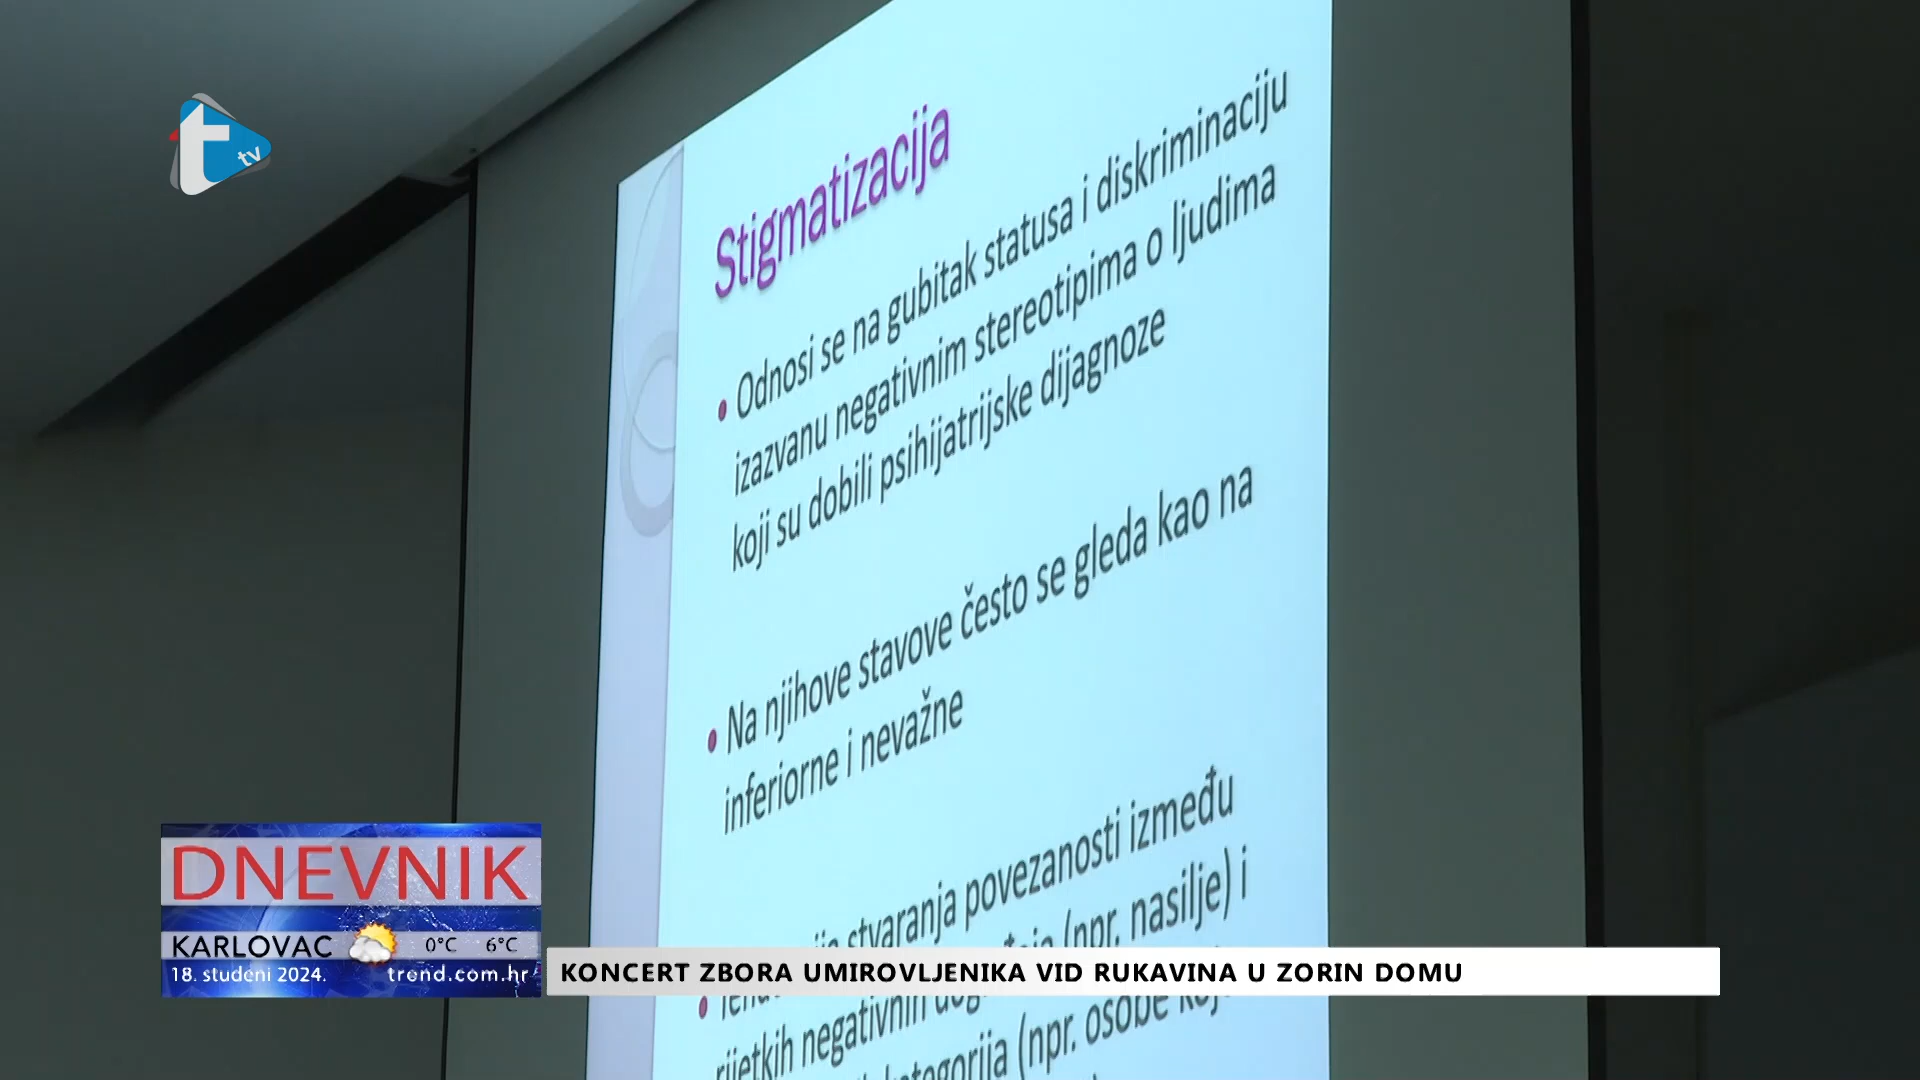 t
tv
Stigmatizacija
• Odnosi se na gubitak statusa i diskriminaciju
izazvanu negativnim stereotipima o ljudima
koji su dobili psihijatrijske dijagnoze
• Na njihove stavove često se gleda kao na
inferiorne i nevažne
stvaranja povezanosti između
(npr. nasilje) i
rijetkih negativnih
(npr. osobe
DNEVNIK
KARLOVAC 0°C 6°C
18. studeni 2024. trend.com.hr
KONCERT ZBORA UMIROVLJENIKA VID RUKAVINA U ZORIN DOMU